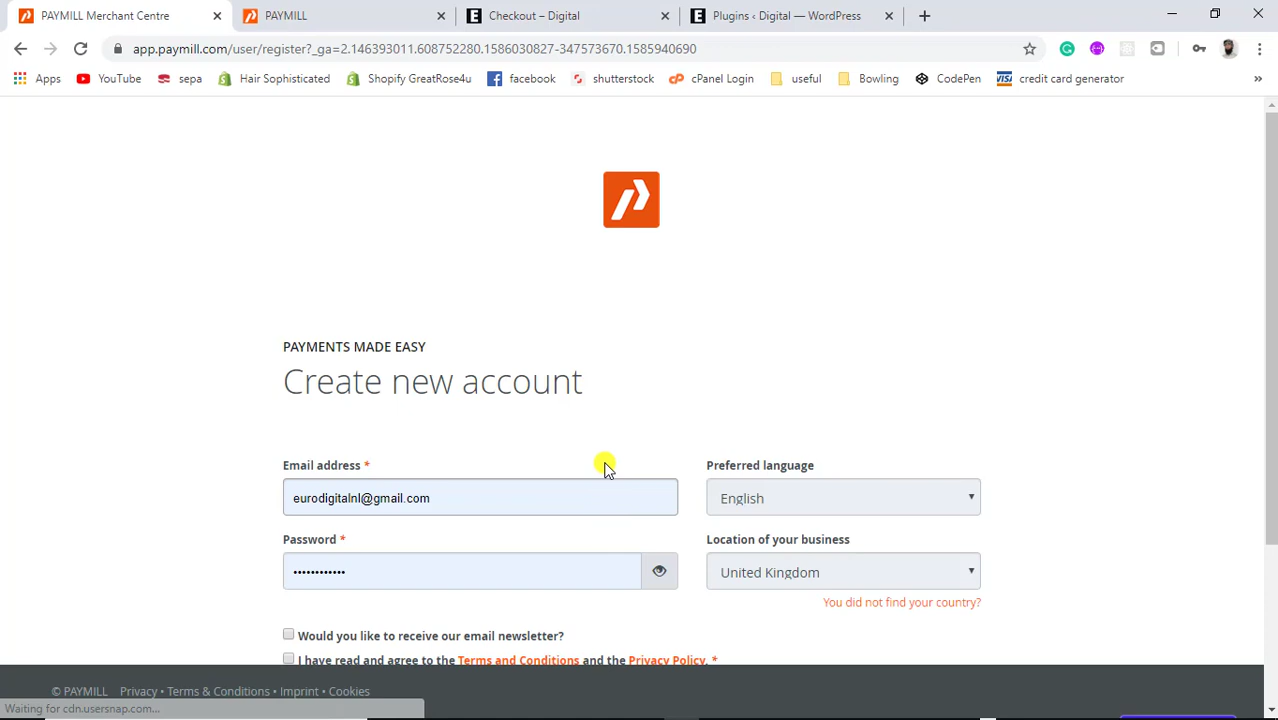 PAYMILL Merchant Centre
PAYMILL
Checkout – Digital
Plugins ‹ Digital — WordPress
app.paymill.com/user/register?_ga=2.146393011.608752280.1586030827-347573670.1585940690
Apps
YouTube
sepa
Hair Sophisticated
Shopify GreatRos4u
facebook
shutterstock
cPanel Login
useful
Bowling
CodePen
VISA
credit card generator
PAYMENTS MADE EASY
Create new account
Email address *
Preferred language
eurodigitalnl@gmail.com
English
Password *
Location of your business
••••••••••••
United Kingdom
You did not find your country?
Would you like to receive our email newsletter?
I have read and agree to the Terms and Conditions and the Privacy Policy. *
© PAYMILL Privacy • Terms & Conditions • Imprint • Cookies
Waiting for cdn.usersnap.com...